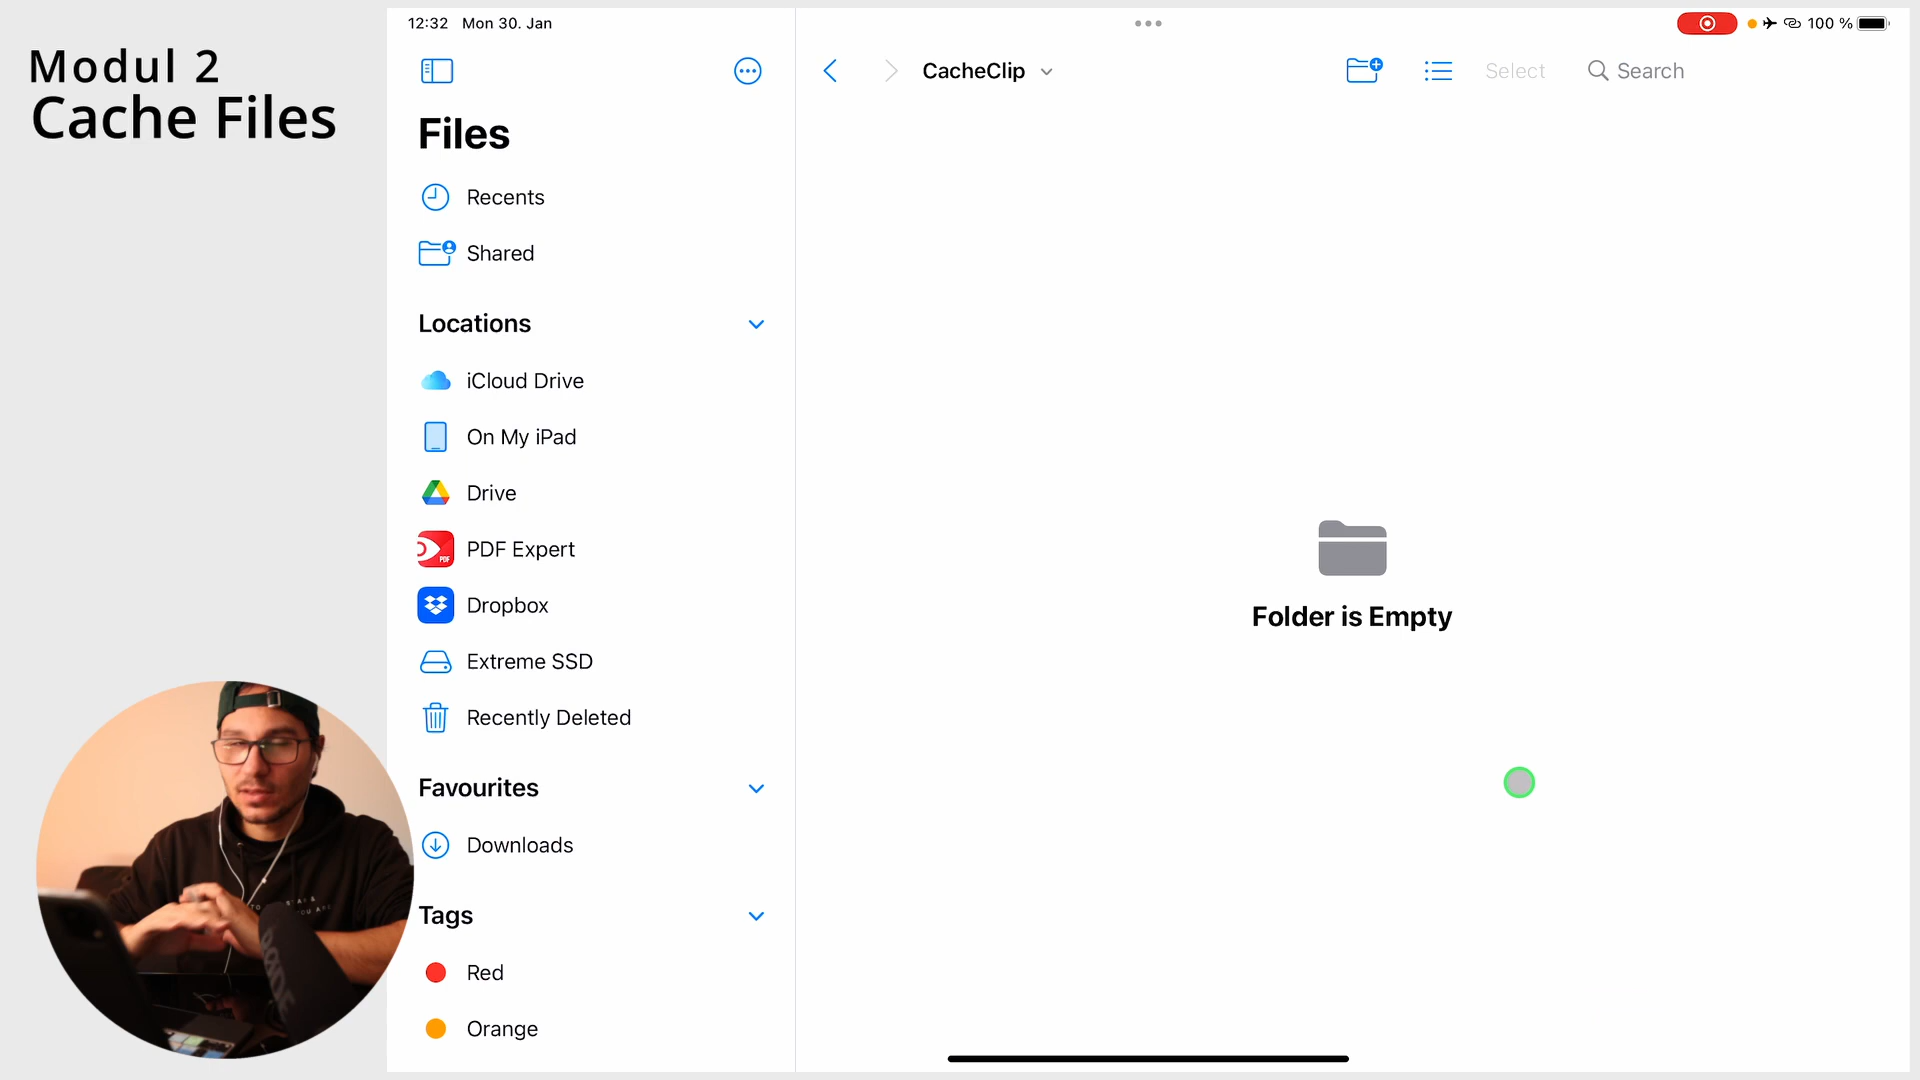 Modul 2
Cache Files
12:32 Mon 30. Jan
100 %
CacheClip
Select
Search
Files
Recents
Shared
Locations
iCloud Drive
On My iPad
Drive
PDF
PDF Expert
Dropbox
Extreme SSD
Recently Deleted
Favourites
Downloads
Tags
Red
Orange
Folder is Empty